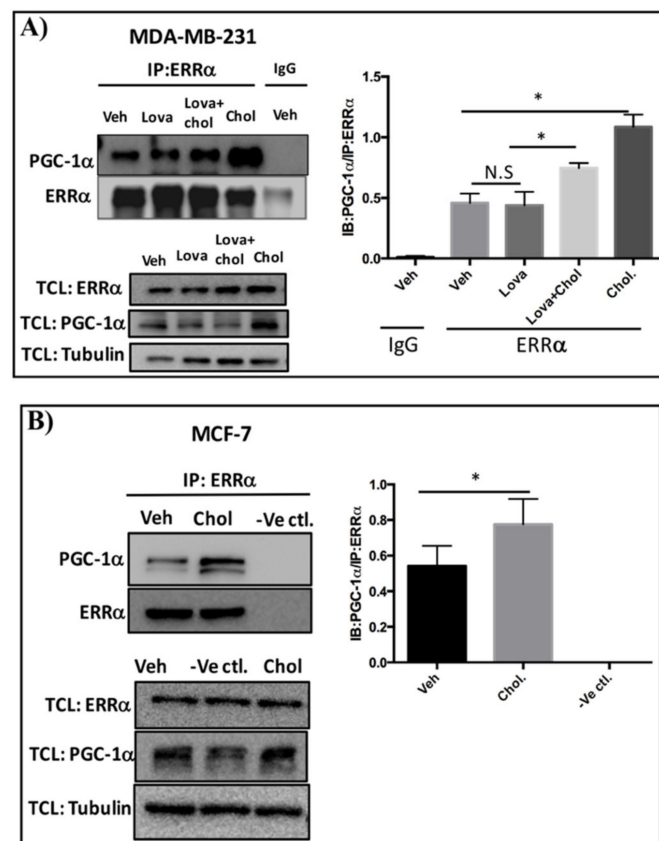 A)
MDA-MB-231
IP:ERRα IgG
Veh Lova Lova+ chol Chol Veh
PGC-1α
ERRα
Veh Lova Lova+ chol Chol
TCL: ERRα
TCL: PGC-1α
TCL: Tubulin
IB:PGC-1α/IP:ERRα
1.5
1.0
0.5
0.0
*
*
N.S
Veh Veh Lova Lova+Chol Chol.
IgG ERRα
B)
MCF-7
IP: ERRα
Veh Chol -Ve ctl.
PGC-1α
ERRα
Veh -Ve ctl. Chol
TCL: ERRα
TCL: PGC-1α
TCL: Tubulin
IB:PGC-1α/IP:ERRα
1.0
0.8
0.6
0.4
0.2
0.0
*
Veh Chol. -Ve ctl.